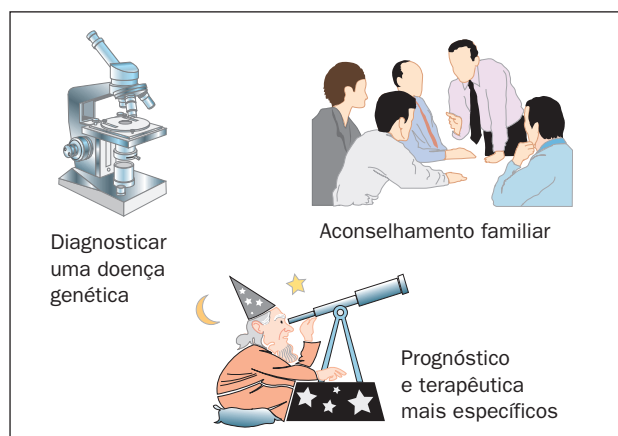 Diagnosticar
uma doença
genética
Aconselhamento familiar
Prognóstico
e terapêutica
mais específicos